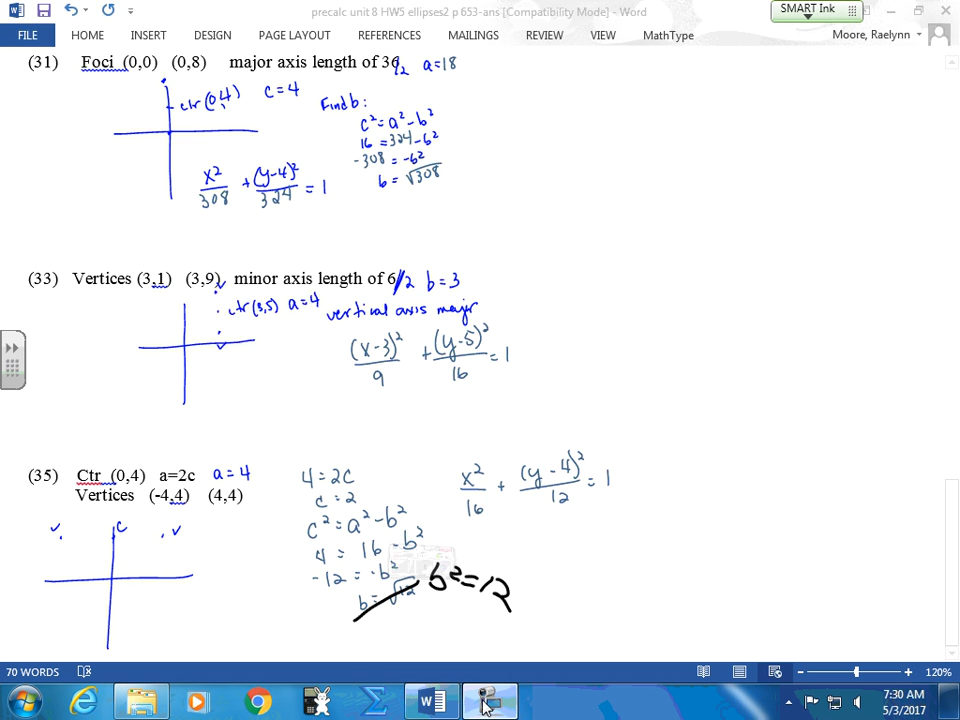 precalc unit 8 HW5 ellipses2 p 653-ans [Compatibility Mode] - Word
SMART Ink
FILE HOME INSERT DESIGN PAGE LAYOUT REFERENCES MAILINGS REVIEW VIEW MathType Moore, Raelynn
(31) Foci (0,0) (0,8) major axis length of 36/2 a=18
ctr (0,4) c=4
Find b:
c²=a²-b²
16=324-b²
-308=-b²
b=√308
x²/308+(y-4)²/324=1
(33) Vertices (3,1) (3,9) minor axis length of 6/2 b=3
ctr (3,5) a=4 vertical axis major
(x-3)²/9+(y-5)²/16=1
(35) Ctr (0,4) a=2c a=4
Vertices (-4,4) (4,4)
v c v
4=2c
c=2
c²=a²-b²
4=16-b²
-12=-b²
b=√12 b²=12
x²/16+(y-4)²/12=1
70 WORDS 120%
7:30 AM
5/3/2017